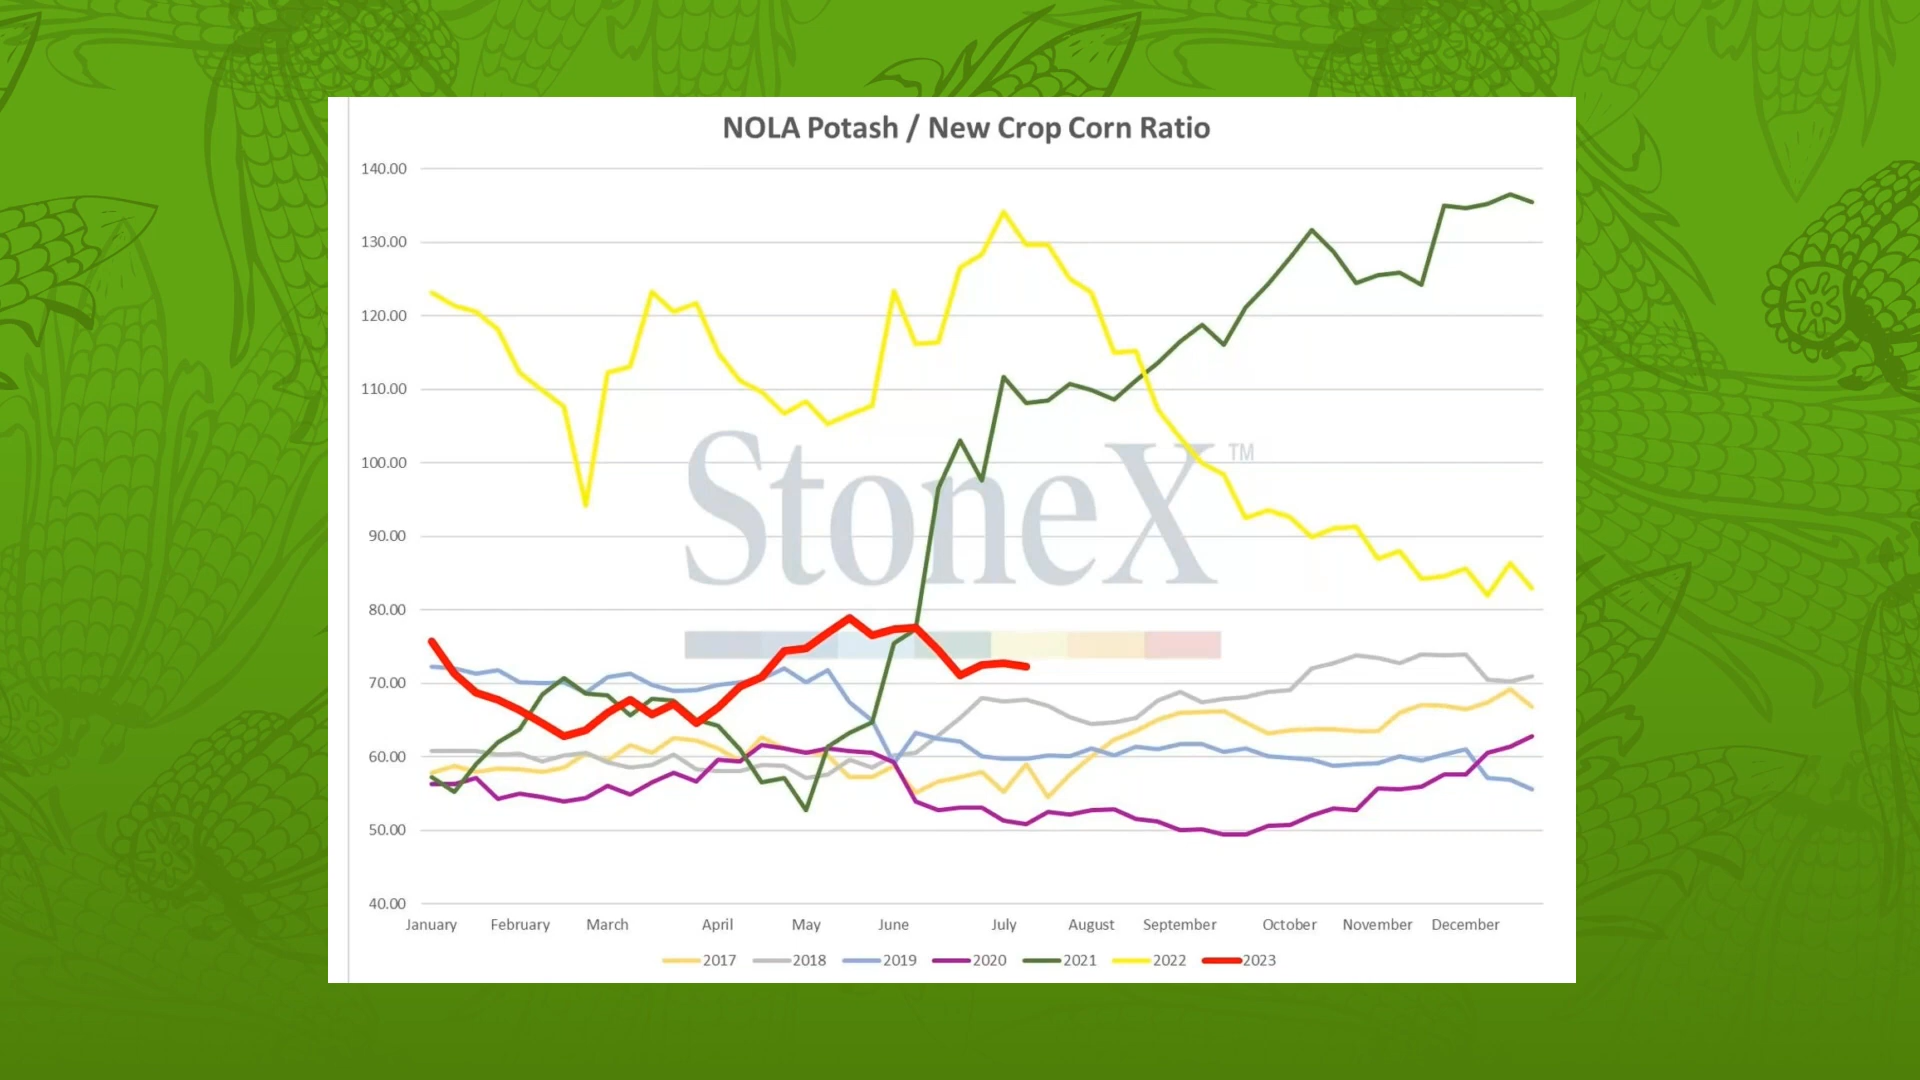 NOLA Potash / New Crop Corn Ratio
140.00
130.00
120.00
110.00
100.00
90.00
80.00
70.00
60.00
50.00
40.00
StoneX™
January February March April May June July August September October November December
2017 2018 2019 2020 2021 2022 2023